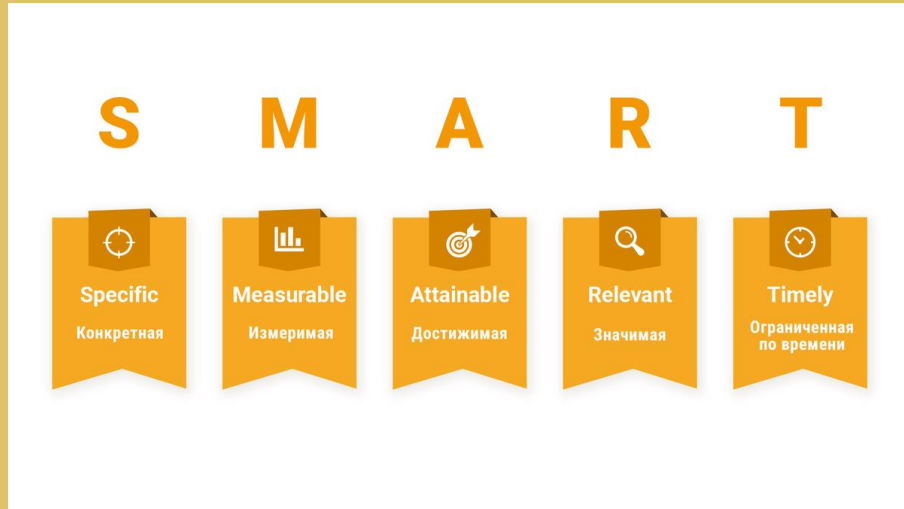 S M A R T
Specific
Конкретная
Measurable
Измеримая
Attainable
Достижимая
Relevant
Значимая
Timely
Ограниченная
по времени